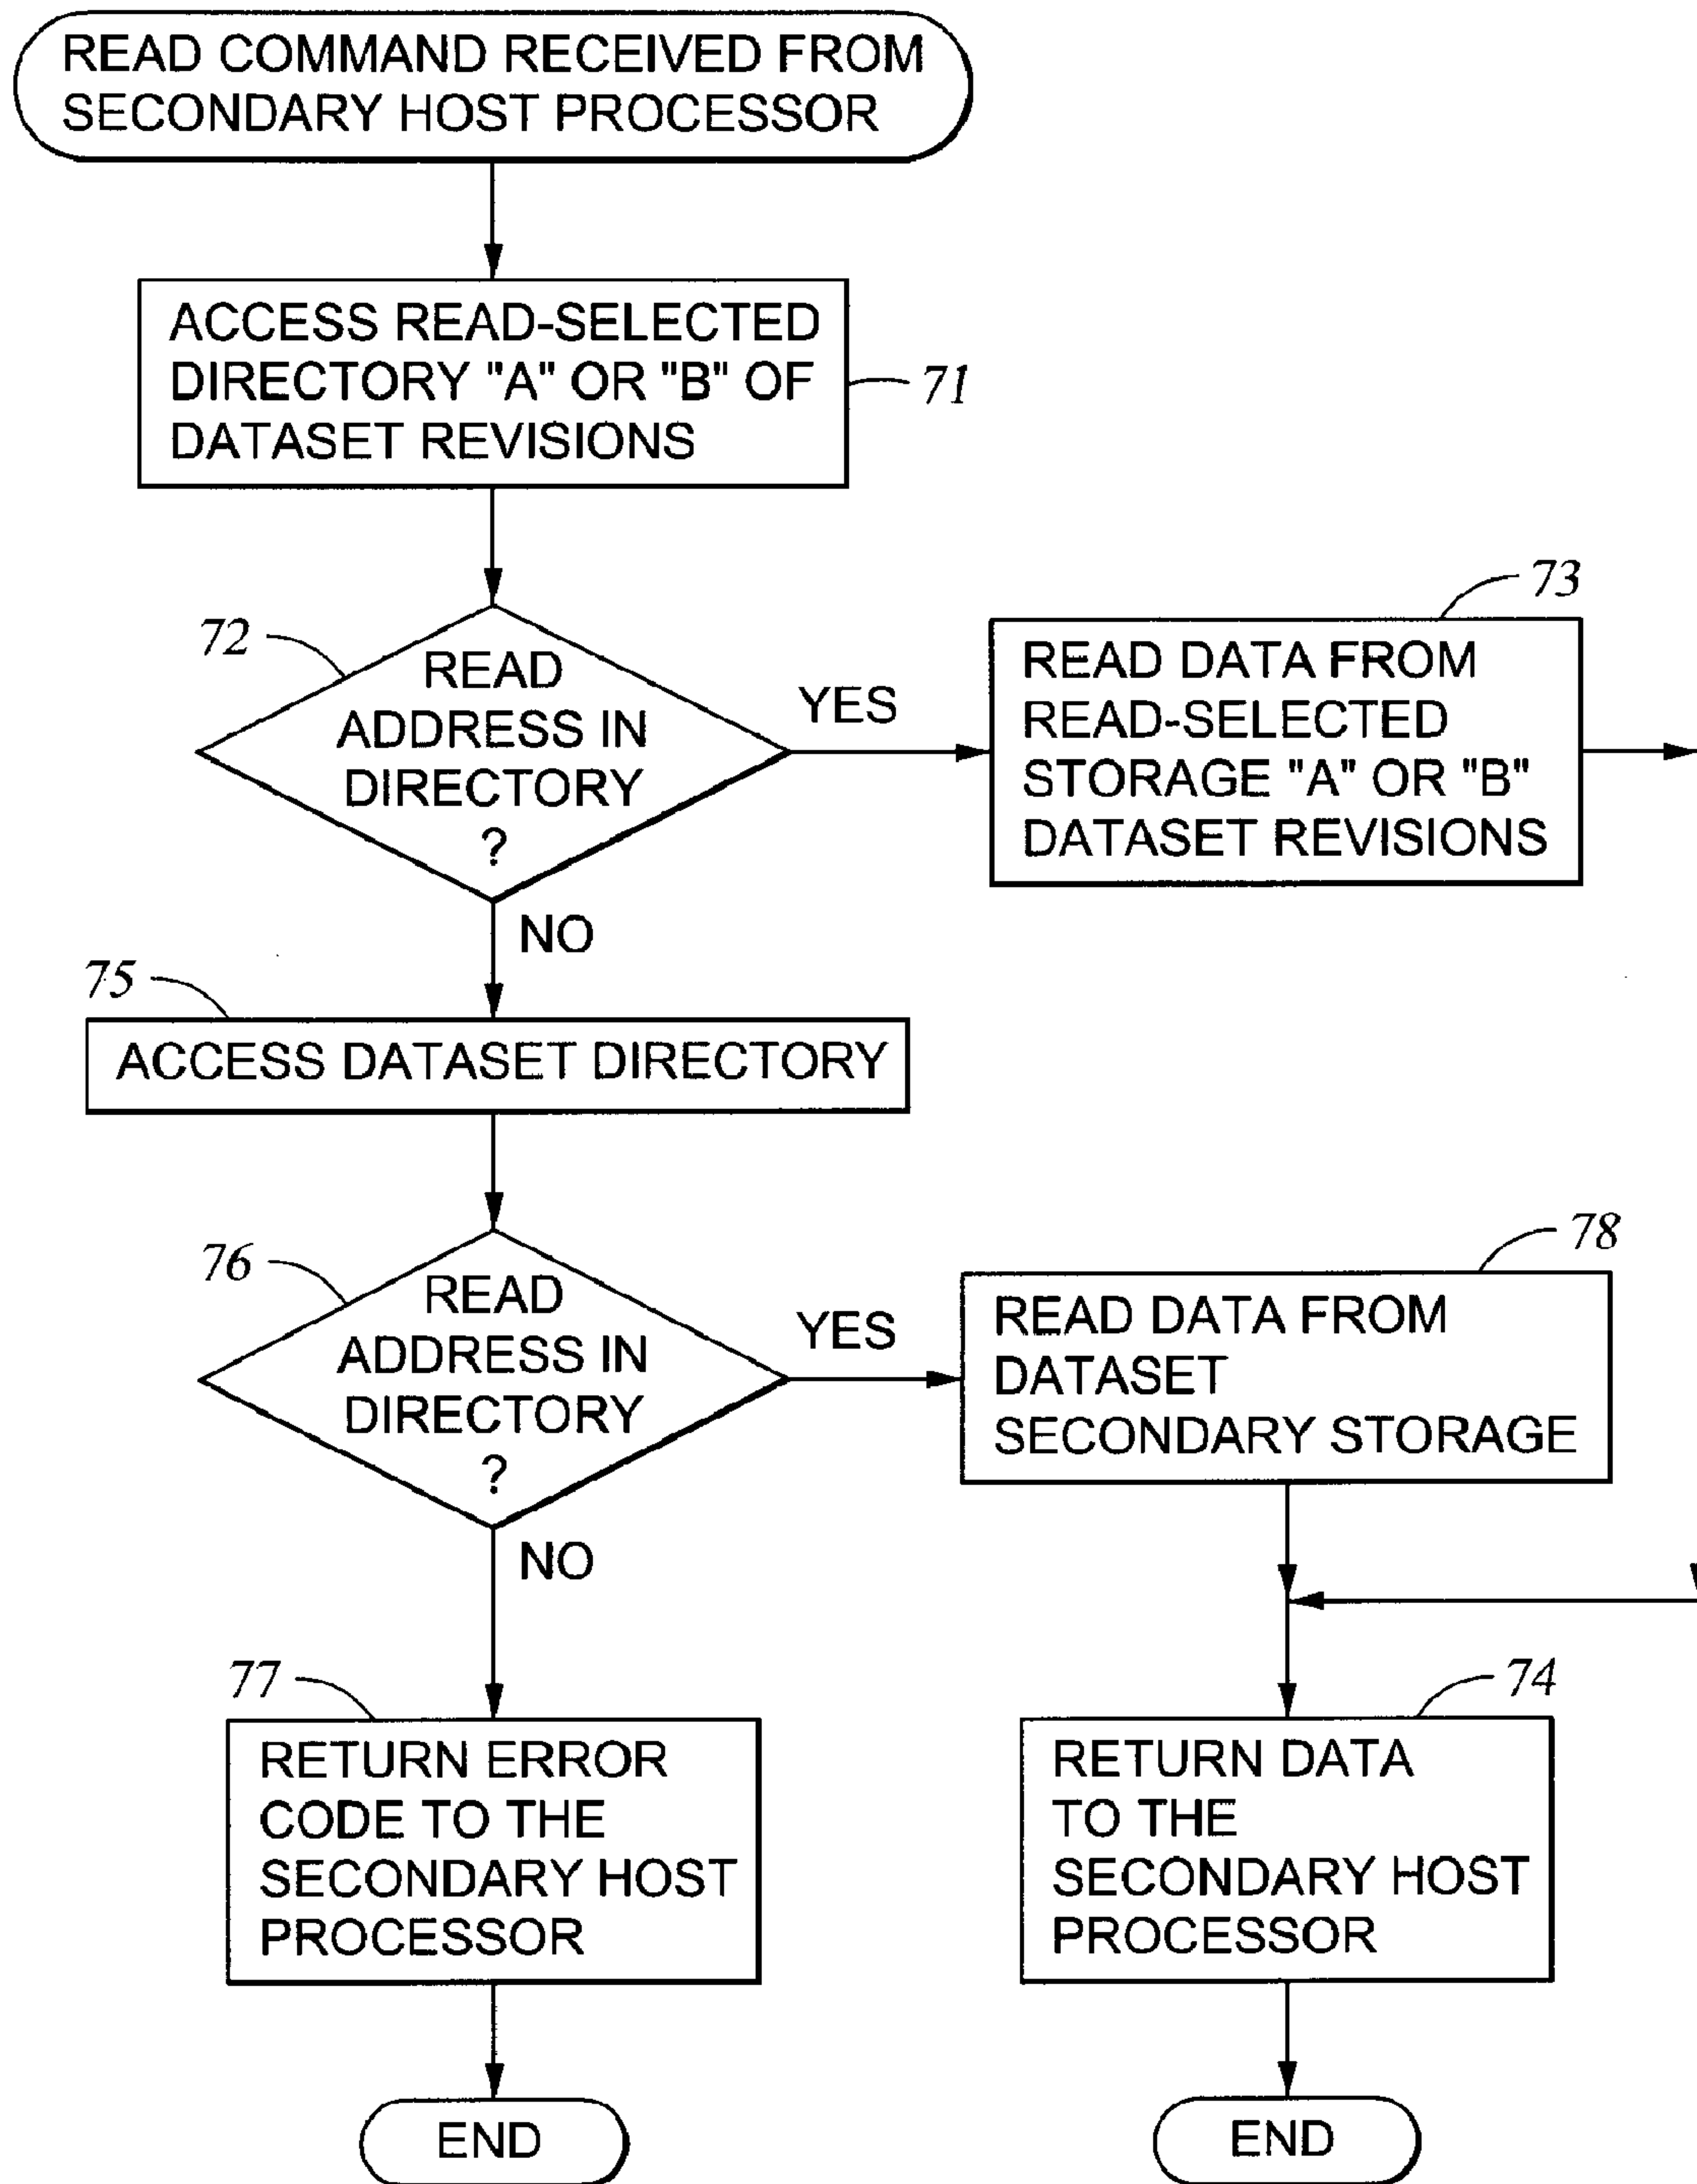 READ COMMAND RECEIVED FROM
SECONDARY HOST PROCESSOR
ACCESS READ-SELECTED
DIRECTORY "A" OR "B" OF
DATASET REVISIONS
71
72
READ
ADDRESS IN
DIRECTORY
?
YES
73
READ DATA FROM
READ-SELECTED
STORAGE "A" OR "B"
DATASET REVISIONS
NO
75
ACCESS DATASET DIRECTORY
76
READ
ADDRESS IN
DIRECTORY
?
YES
78
READ DATA FROM
DATASET
SECONDARY STORAGE
NO
77
RETURN ERROR
CODE TO THE
SECONDARY HOST
PROCESSOR
74
RETURN DATA
TO THE
SECONDARY HOST
PROCESSOR
END
END